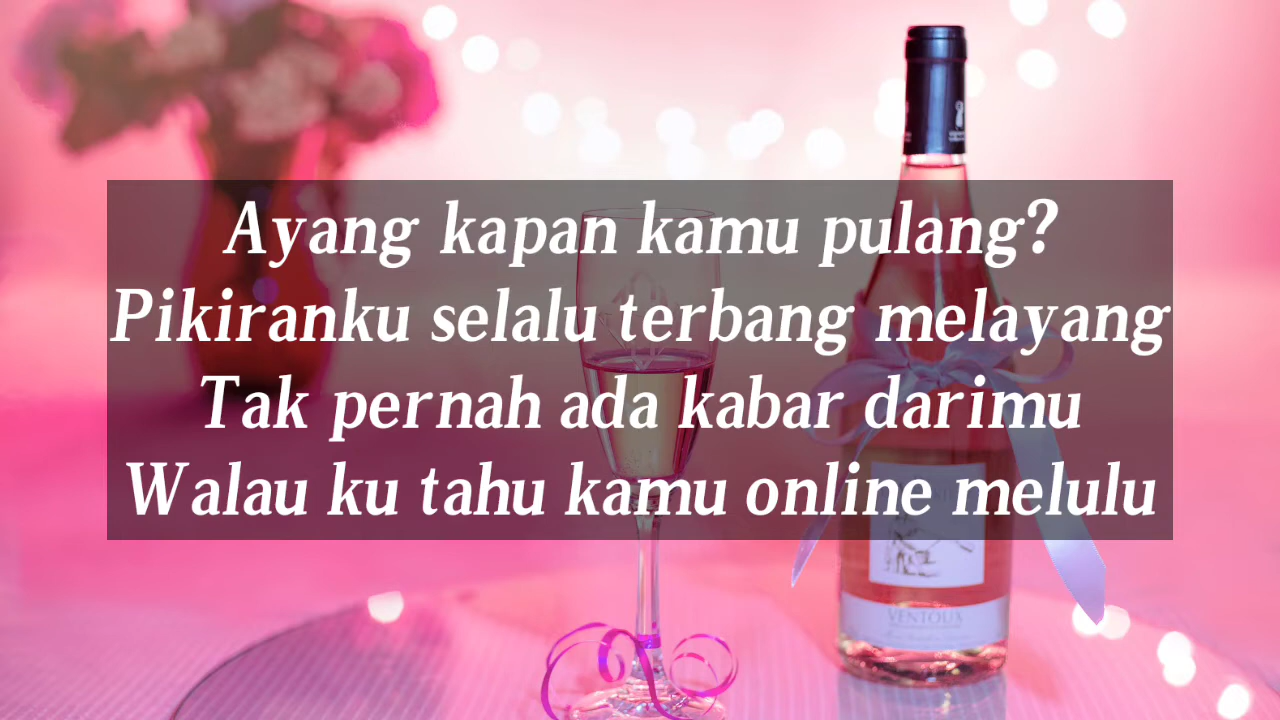 Ayang kapan kamu pulang?
Pikiranku selalu terbang melayang
Tak pernah ada kabar darimu
Walau ku tahu kamu online melulu
VENTOUX